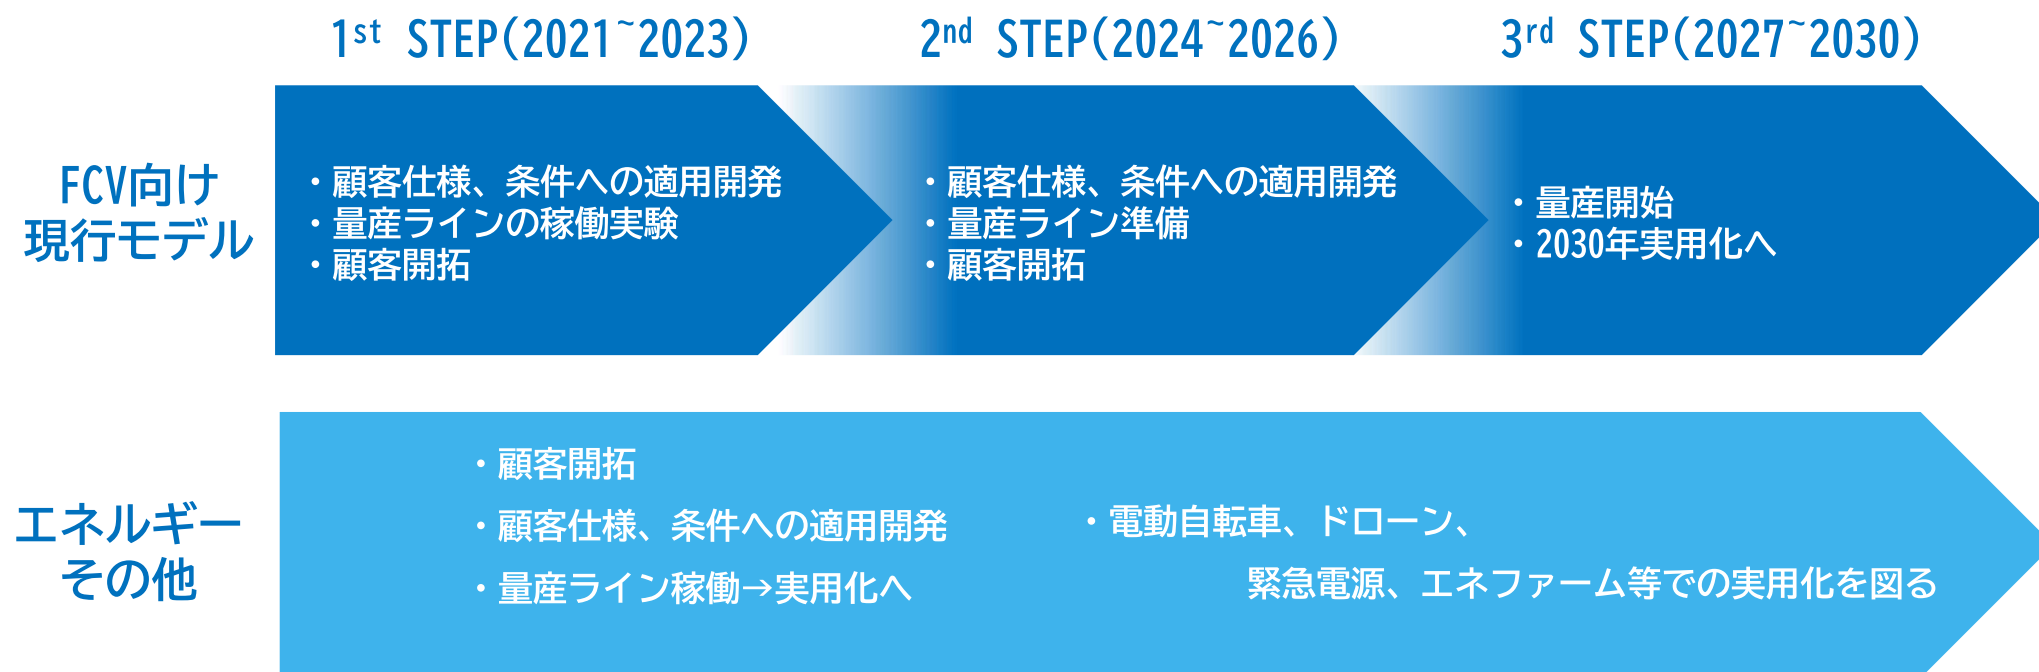 1st STEP(2021~2023)
2nd STEP(2024~2026)
3rd STEP(2027~2030)
FCV向け
現行モデル
・顧客仕様、条件への適用開発
・量産ラインの稼働実験
・顧客開拓
・顧客仕様、条件への適用開発
・量産ライン準備
・顧客開拓
・量産開始
・2030年実用化へ
エネルギー
その他
・顧客開拓
・顧客仕様、条件への適用開発
・量産ライン稼働→実用化へ
・電動自転車、ドローン、
緊急電源、エネファーム等での実用化を図る